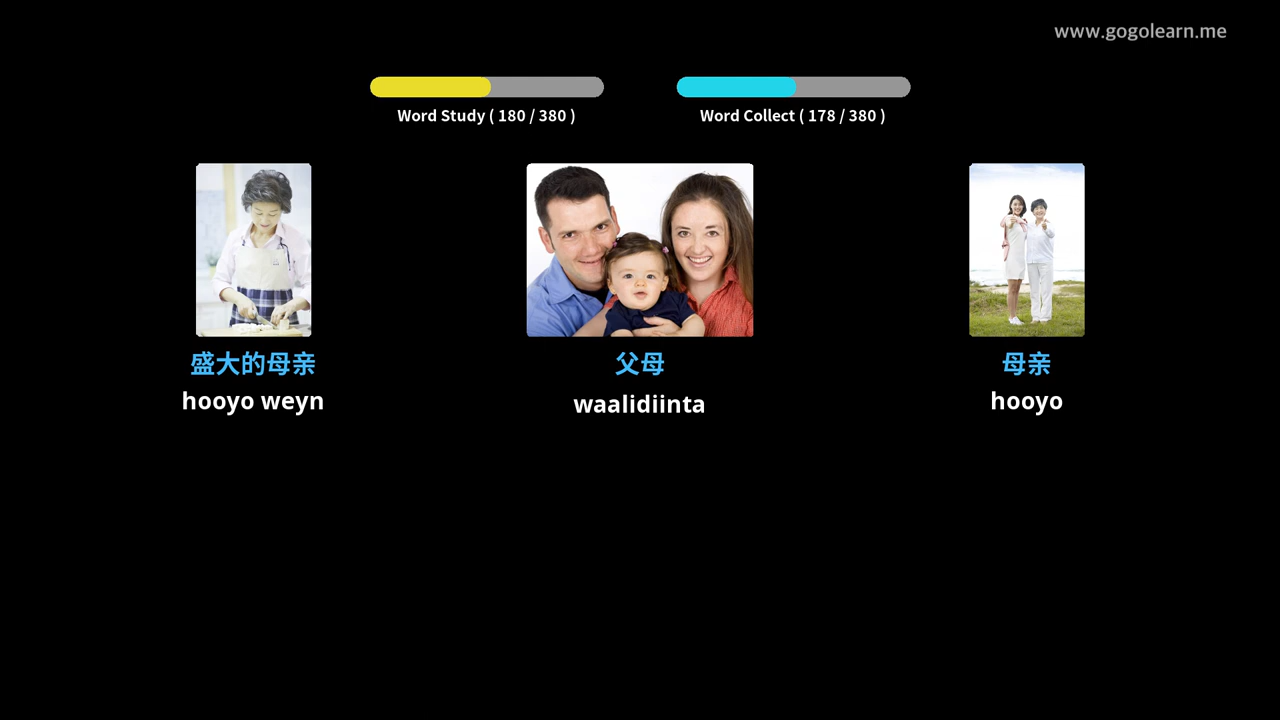 www.gogolearn.me
Word Study ( 180 / 380 )
Word Collect ( 178 / 380 )
盛大的母亲
hooyo weyn
父母
waalidiinta
母亲
hooyo